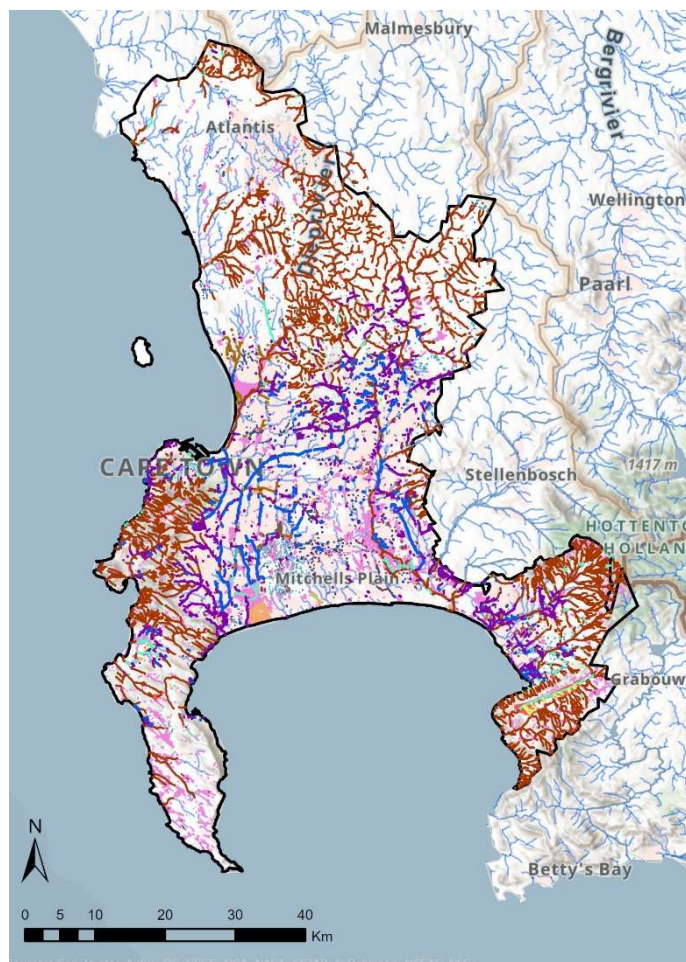 Malmesbury
Bergrivier
Atlantis
Dieprivier
Wellington
Paarl
CAPE TOWN
Stellenbosch
1417 m
HOTTENTO
HOLLAN
Mitchells Plain
Grabouw
N
Betty's Bay
0 5 10 20 30 40
Km